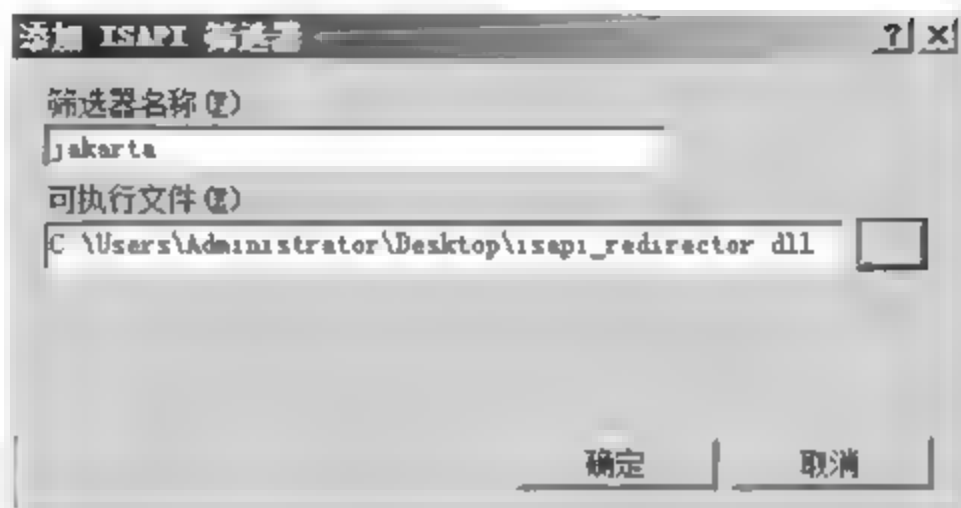 添加 ISAPI 筛选器
筛选器名称(F)
jakarta
可执行文件(E)
C:\Users\Administrator\Desktop\isapi_redirector.dll
确定
取消